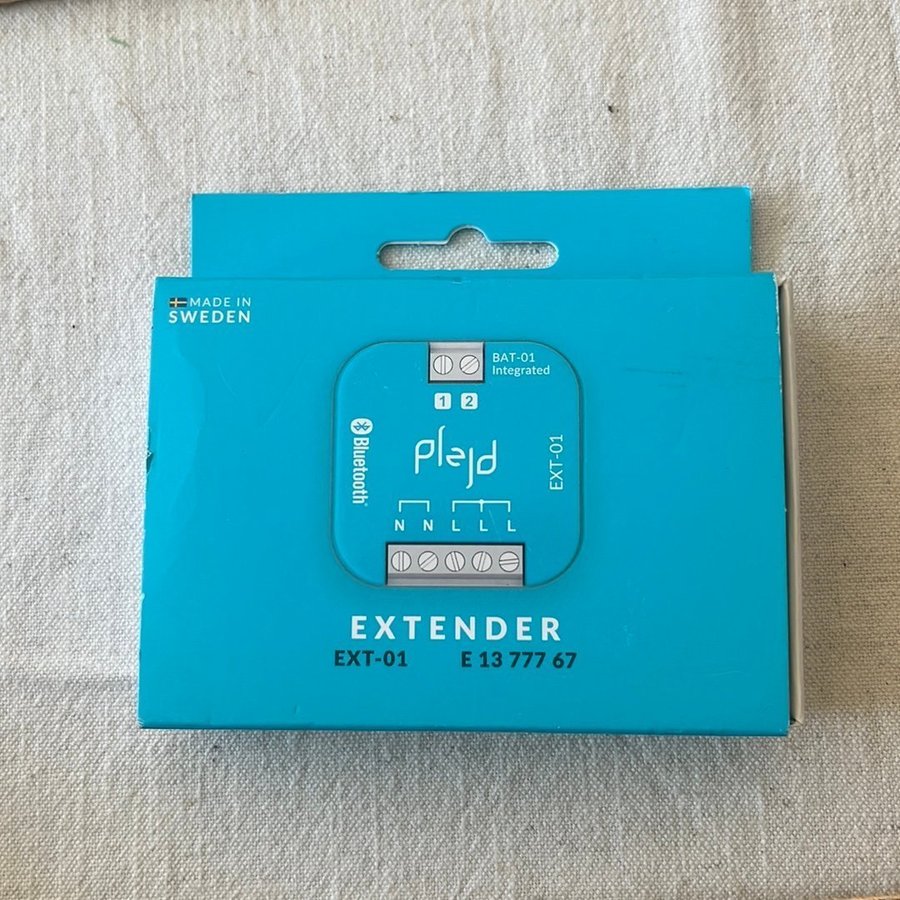 MADE IN
SWEDEN
BAT-01
Integrated
1 2
Bluetooth®
plejd
EXT-01
N N L L L
EXTENDER
EXT-01 E 13 777 67